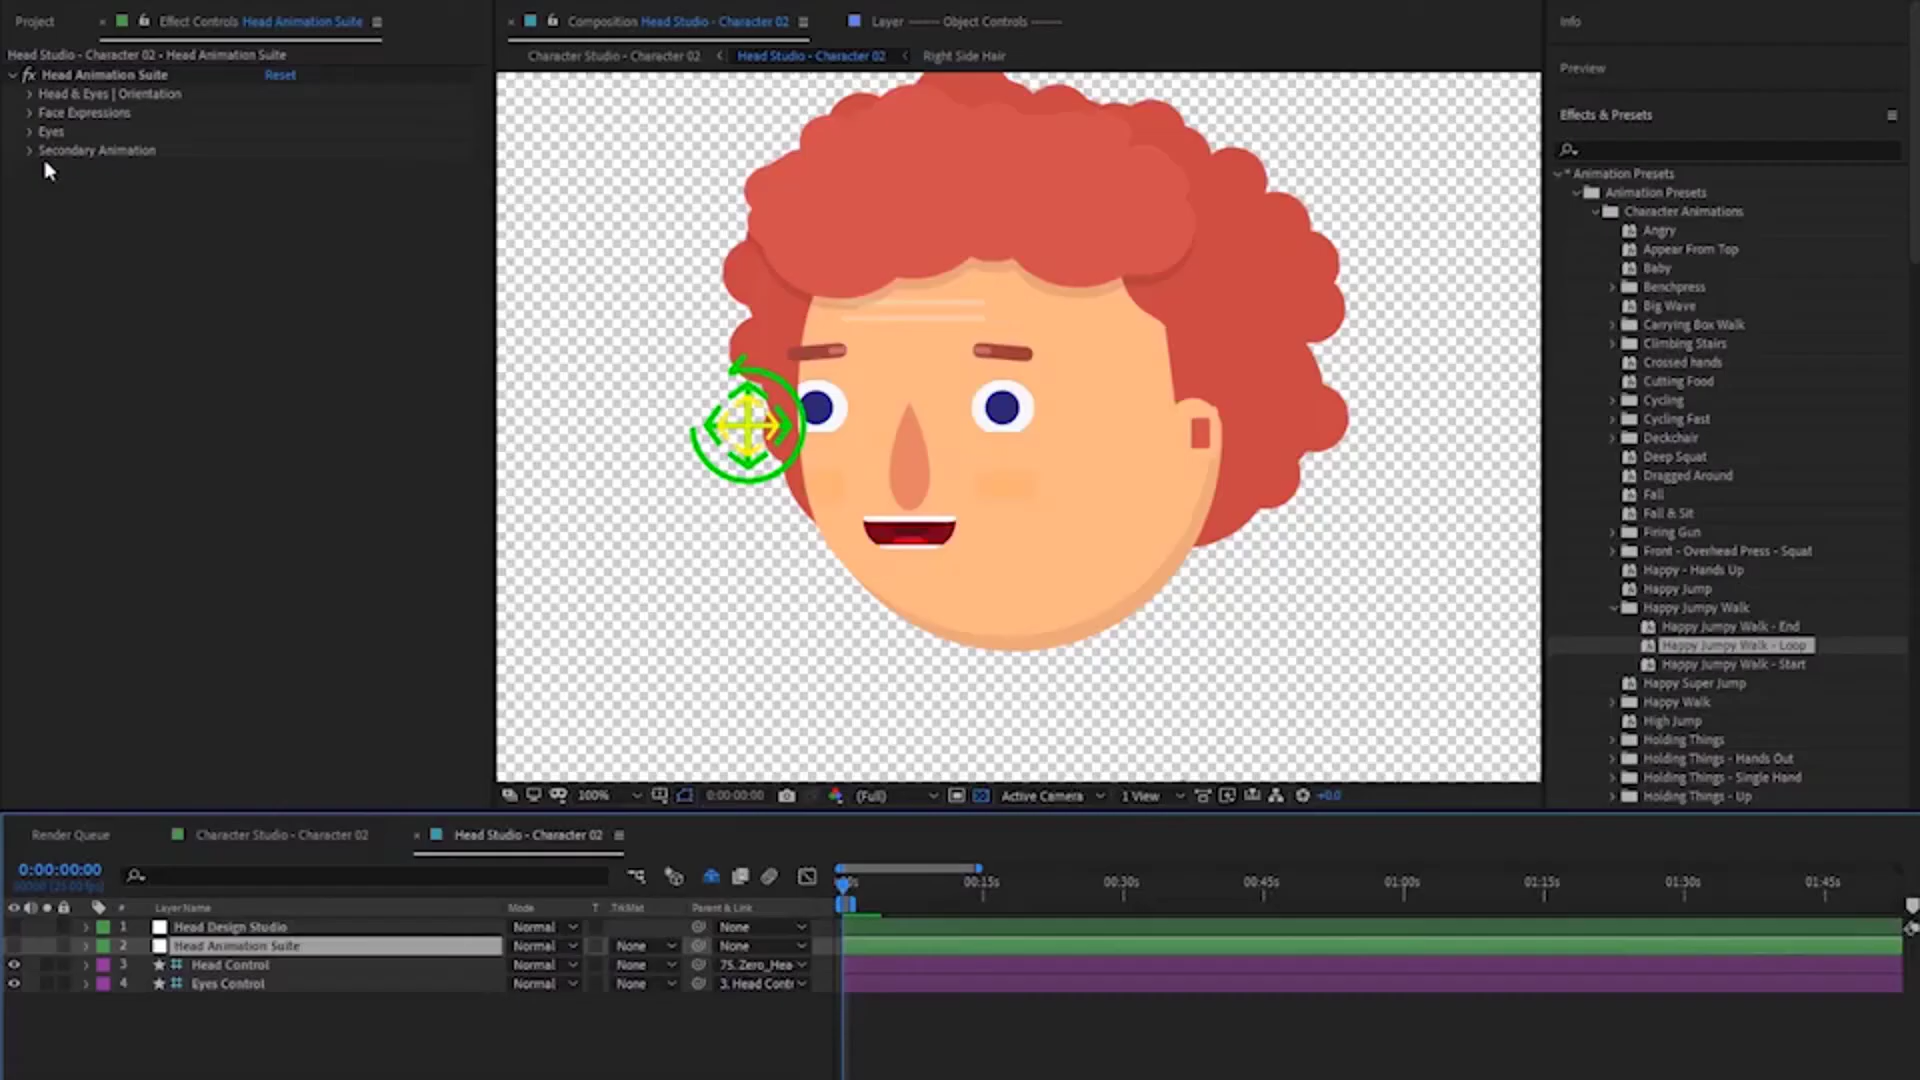 Project
Effect Controls Head Animation Suite
Head Studio - Character 02 • Head Animation Suite
fx Head Animation Suite Reset
Head & Eyes | Orientation
Face Expressions
Eyes
Secondary Animation
Composition Head Studio - Character 02
Layer ------- Object Controls -------
Character Studio - Character 02 Head Studio - Character 02 Right Side Hair
100% 0:00:00:00 (Full) Active Camera 1 View +0.0
Info
Preview
Effects & Presets
* Animation Presets
Animation Presets
Character Animations
Angry
Appear From Top
Baby
Benchpress
Big Wave
Carrying Box Walk
Climbing Stairs
Crossed hands
Cutting Food
Cycling
Cycling Fast
Deckchair
Deep Squat
Dragged Around
Fall
Fall & Sit
Firing Gun
Front - Overhead Press - Squat
Happy - Hands Up
Happy Jump
Happy Jumpy Walk
Happy Jumpy Walk - End
Happy Jumpy Walk - Loop
Happy Jumpy Walk - Start
Happy Super Jump
Happy Walk
High Jump
Holding Things
Holding Things - Hands Out
Holding Things - Single Hand
Holding Things - Up
Render Queue Character Studio - Character 02 Head Studio - Character 02
0:00:00:00
00000 (25.00 fps)
00:15s 00:30s 00:45s 01:00s 01:15s 01:30s 01:45s
# Layer Name Mode T .TrkMat Parent & Link
1 Head Design Studio Normal None
2 Head Animation Suite Normal None None
3 Head Control Normal None 75. Zero_Hea
4 Eyes Control Normal None 3. Head Contr